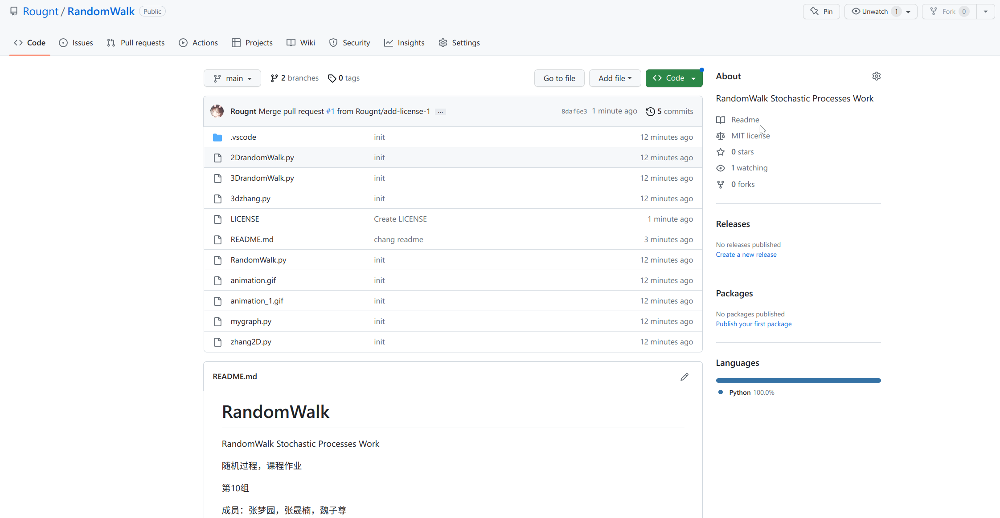 Rougnt / RandomWalk Public
Pin Unwatch 1 Fork 0
Code Issues Pull requests Actions Projects Wiki Security Insights Settings
main 2 branches 0 tags Go to file Add file Code
Rougnt Merge pull request #1 from Rougnt/add-license-1 ... 8daf6e3 1 minute ago 5 commits
.vscode init 12 minutes ago
2DrandomWalk.py init 12 minutes ago
3DrandomWalk.py init 12 minutes ago
3dzhang.py init 12 minutes ago
LICENSE Create LICENSE 1 minute ago
README.md chang readme 3 minutes ago
RandomWalk.py init 12 minutes ago
animation.gif init 12 minutes ago
animation_1.gif init 12 minutes ago
mygraph.py init 12 minutes ago
zhang2D.py init 12 minutes ago
README.md
RandomWalk
RandomWalk Stochastic Processes Work
随机过程，课程作业
第10组
成员：张梦园，张晟楠，魏子尊
About
RandomWalk Stochastic Processes Work
Readme
MIT license
0 stars
1 watching
0 forks
Releases
No releases published
Create a new release
Packages
No packages published
Publish your first package
Languages
Python 100.0%